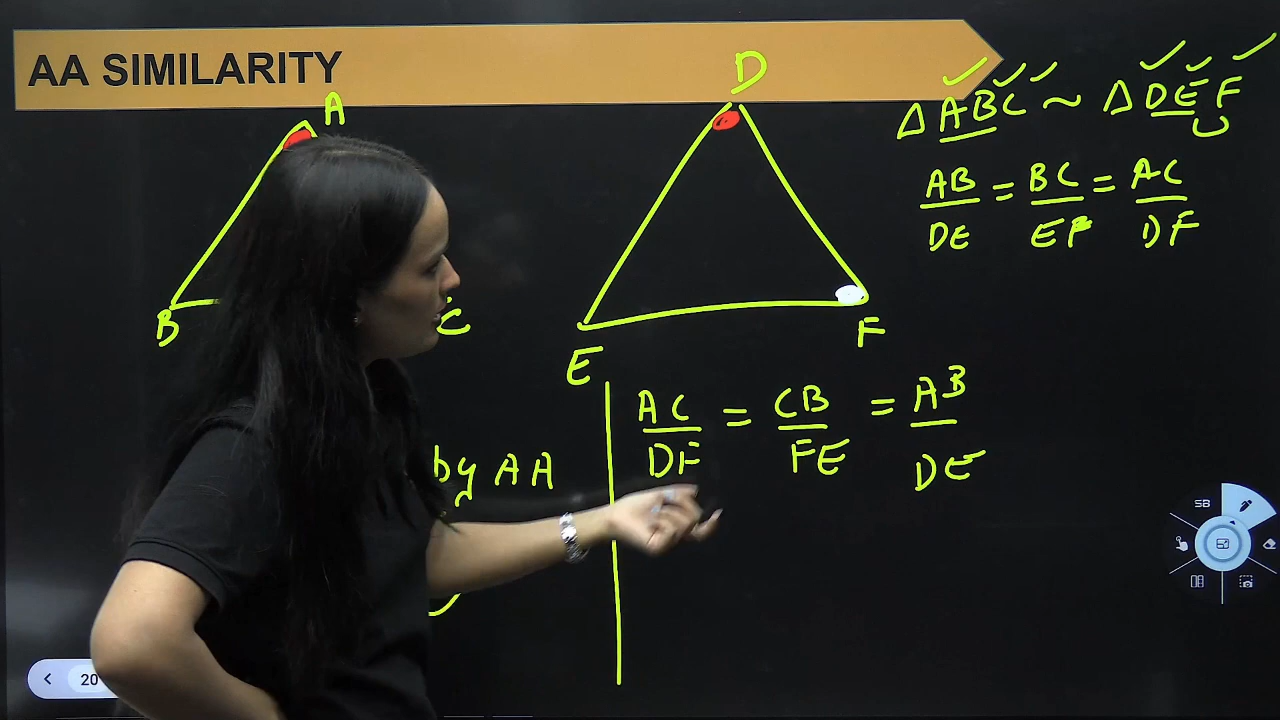 AA SIMILARITY
A
D
△ABC ~ △DEF
AB/DE = BC/EF = AC/DF
B
C
E
F
AC/DF = CB/FE = AB/DE
by AA
SB
20